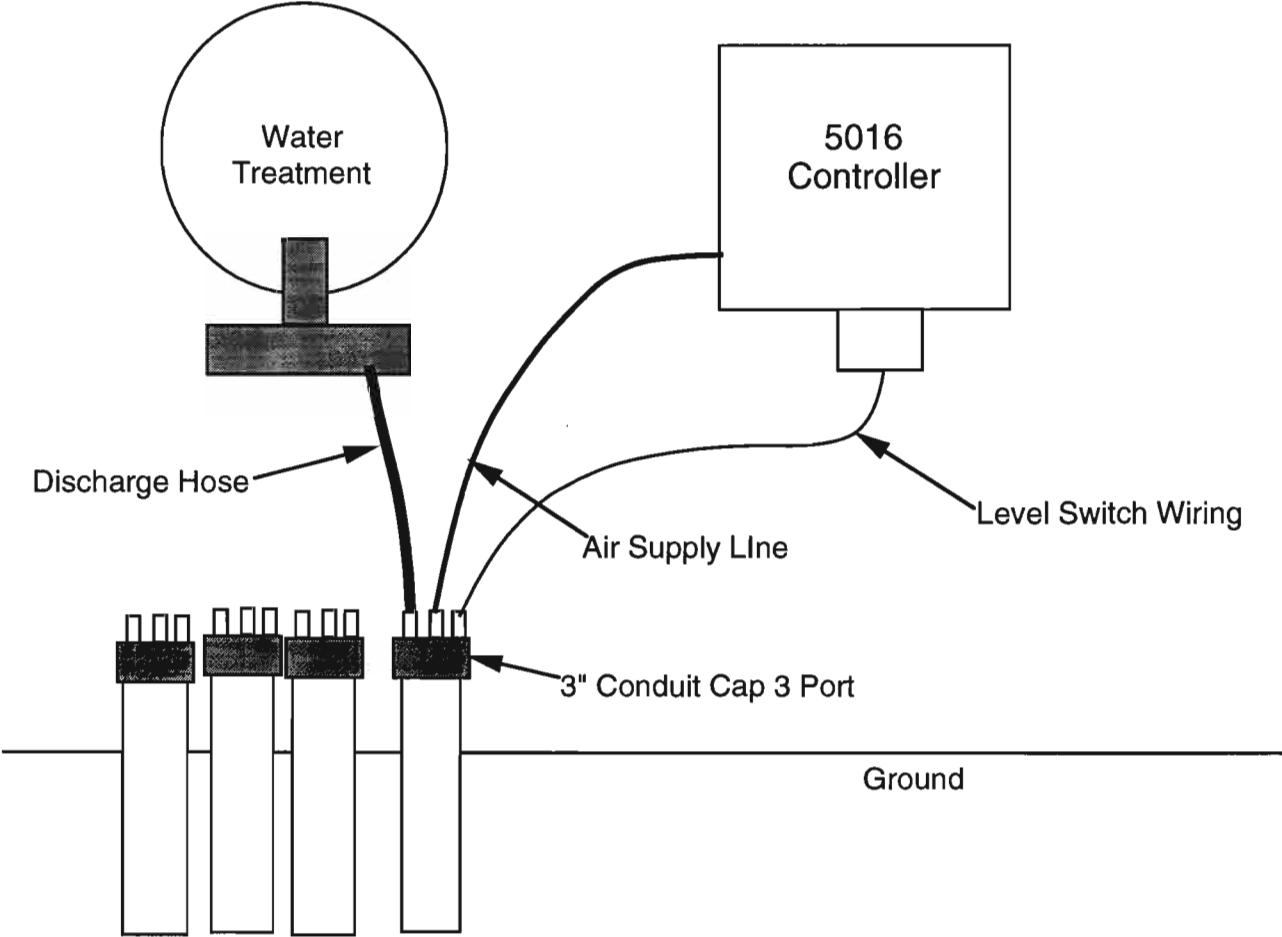 Water
Treatment
5016
Controller
Discharge Hose
Air Supply LIne
Level Switch Wiring
3" Conduit Cap 3 Port
Ground